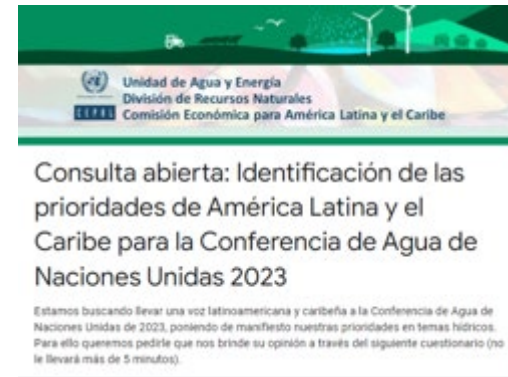 Unidad de Agua y Energía
División de Recursos Naturales
CEPAL Comisión Económica para América Latina y el Caribe
Consulta abierta: Identificación de las
prioridades de América Latina y el
Caribe para la Conferencia de Agua de
Naciones Unidas 2023
Estamos buscando llevar una voz latinoamericana y caribeña a la Conferencia de Agua de
Naciones Unidas de 2023, poniendo de manifiesto nuestras prioridades en temas hídricos.
Para ello queremos pedirle que nos brinde su opinión a través del siguiente cuestionario (no
le llevará más de 5 minutos).